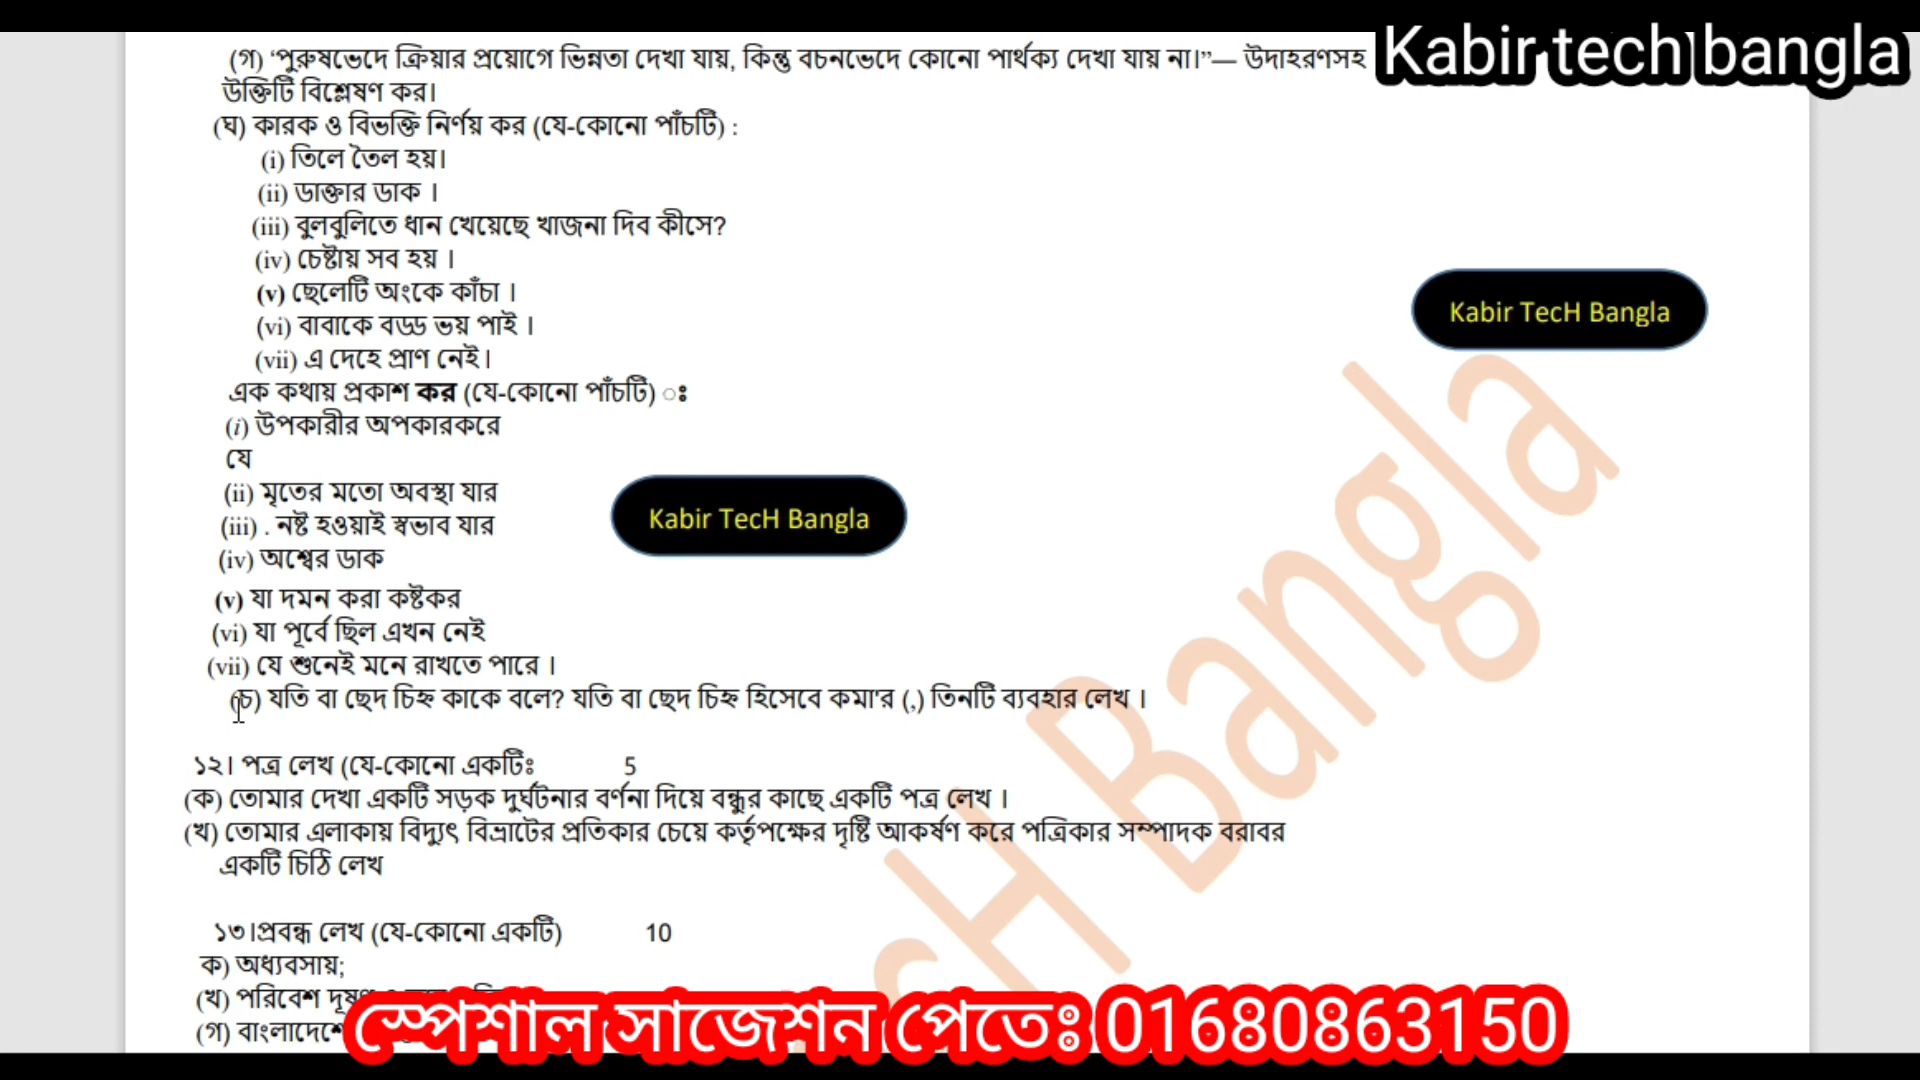 Kabir tech bangla
(গ) ‘পুরুষভেদে ক্রিয়ার প্রয়োগে ভিন্নতা দেখা যায়, কিন্তু বচনভেদে কোনো পার্থক্য দেখা যায় না।”— উদাহরণসহ
উক্তিটি বিশ্লেষণ কর।
(ঘ) কারক ও বিভক্তি নির্ণয় কর (যে-কোনো পাঁচটি) :
(i) তিলে তৈল হয়।
(ii) ডাক্তার ডাক ।
(iii) বুলবুলিতে ধান খেয়েছে খাজনা দিব কীসে?
(iv) চেষ্টায় সব হয় ।
(v) ছেলেটি অংকে কাঁচা ।
Kabir TecH Bangla
(vi) বাবাকে বড্ড ভয় পাই ।
(vii) এ দেহে প্রাণ নেই।
এক কথায় প্রকাশ কর (যে-কোনো পাঁচটি) ঃ
(i) উপকারীর অপকারকরে
যে
(ii) মৃতের মতো অবস্থা যার
Kabir TecH Bangla
(iii) . নষ্ট হওয়াই স্বভাব যার
(iv) অশ্বের ডাক
(v) যা দমন করা কষ্টকর
(vi) যা পূর্বে ছিল এখন নেই
(vii) যে শুনেই মনে রাখতে পারে ।
(চ) যতি বা ছেদ চিহ্ন কাকে বলে? যতি বা ছেদ চিহ্ন হিসেবে কমা'র (,) তিনটি ব্যবহার লেখ ।
১২। পত্র লেখ (যে-কোনো একটিঃ 5
(ক) তোমার দেখা একটি সড়ক দুর্ঘটনার বর্ণনা দিয়ে বন্ধুর কাছে একটি পত্র লেখ ।
(খ) তোমার এলাকায় বিদ্যুৎ বিভ্রাটের প্রতিকার চেয়ে কর্তৃপক্ষের দৃষ্টি আকর্ষণ করে পত্রিকার সম্পাদক বরাবর
একটি চিঠি লেখ
১৩।প্রবন্ধ লেখ (যে-কোনো একটি) 10
ক) অধ্যবসায়;
(খ) পরিবেশ দূষণ
(গ)
স্পেশাল সাজেশন পেতেঃ 01680863150
cH Bangla